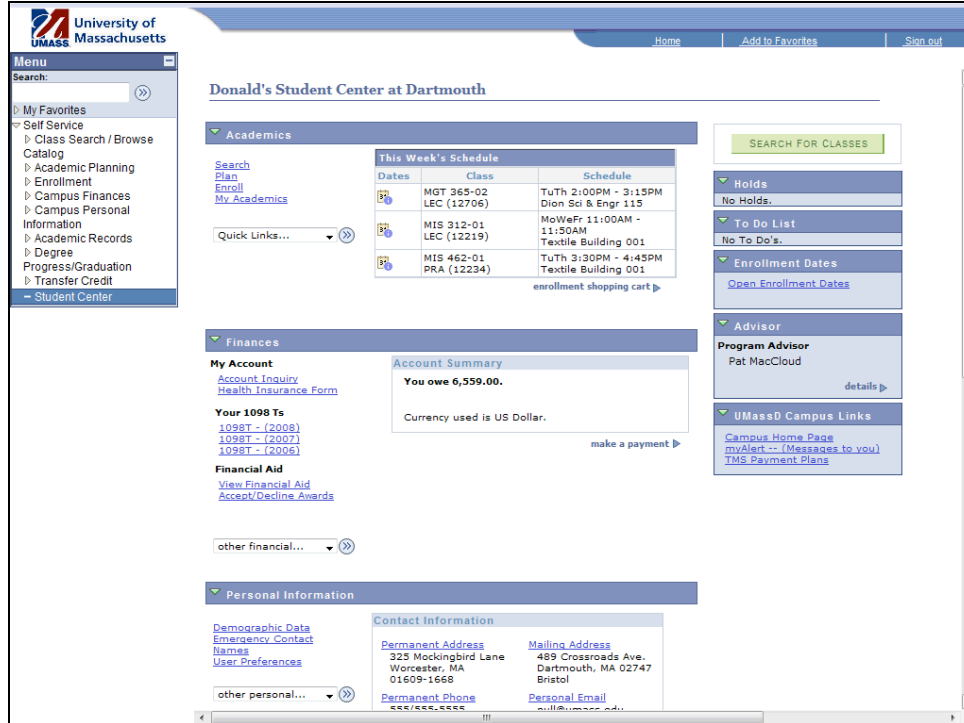 University of
Massachusetts
UMASS
Home
Add to Favorites
Sign out
Menu
Search:
My Favorites
Self Service
Class Search / Browse
Catalog
Academic Planning
Enrollment
Campus Finances
Campus Personal
Information
Academic Records
Degree
Progress/Graduation
Transfer Credit
Student Center
Donald's Student Center at Dartmouth
Academics
Search
Plan
Enroll
My Academics
Quick Links...
This Week's Schedule
Dates Class Schedule
MGT 365-02 TuTh 2:00PM - 3:15PM
LEC (12706) Dion Sci & Engr 115
MIS 312-01 MoWeFr 11:00AM -
LEC (12219) 11:50AM
Textile Building 001
MIS 462-01 TuTh 3:30PM - 4:45PM
PRA (12234) Textile Building 001
enrollment shopping cart
Finances
My Account
Account Inquiry
Health Insurance Form
Your 1098 Ts
1098T - (2008)
1098T - (2007)
1098T - (2006)
Financial Aid
View Financial Aid
Accept/Decline Awards
other financial...
Account Summary
You owe 6,559.00.
Currency used is US Dollar.
make a payment
Personal Information
Demographic Data
Emergency Contact
Names
User Preferences
other personal...
Contact Information
Permanent Address
325 Mockingbird Lane
Worcester, MA
01609-1668
Mailing Address
489 Crossroads Ave.
Dartmouth, MA 02747
Bristol
Permanent Phone
555/555-5555
Personal Email
null@umass.edu
SEARCH FOR CLASSES
Holds
No Holds.
To Do List
No To Do's.
Enrollment Dates
Open Enrollment Dates
Advisor
Program Advisor
Pat MacCloud
details
UMassD Campus Links
Campus Home Page
myAlert -- (Messages to you)
TMS Payment Plans